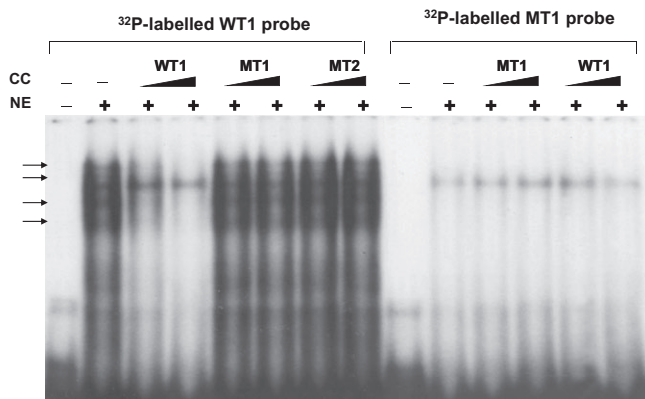 ³²P-labelled WT1 probe ³²P-labelled MT1 probe
WT1 MT1 MT2 MT1 WT1
CC – – – –
NE – + + + + + + + – + + + + +